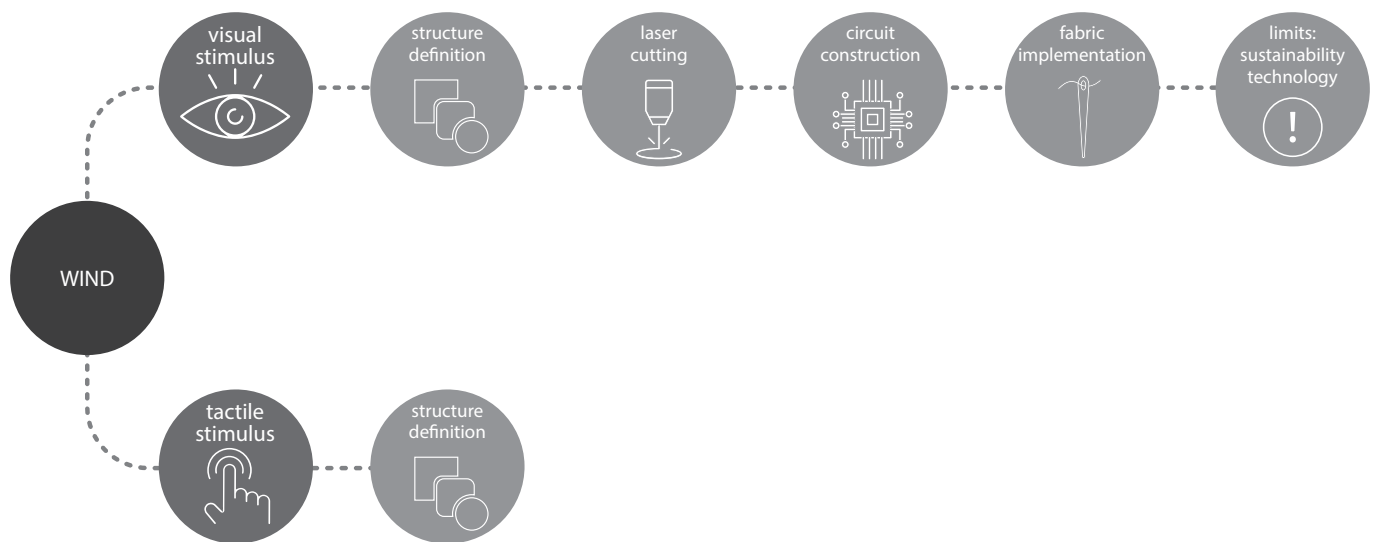 visual
stimulus
structure
definition
laser
cutting
circuit
construction
fabric
implementation
limits:
sustainability
technology
!
WIND
tactile
stimulus
structure
definition